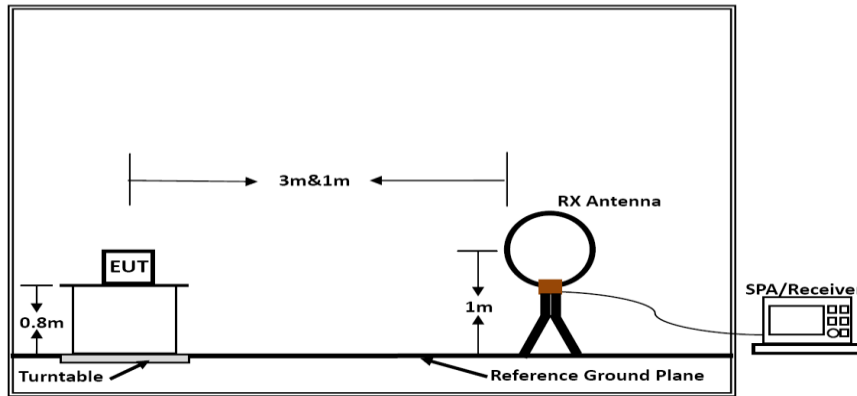 3m&1m
RX Antenna
EUT
SPA/Receiver
0.8m
1m
Turntable
Reference Ground Plane